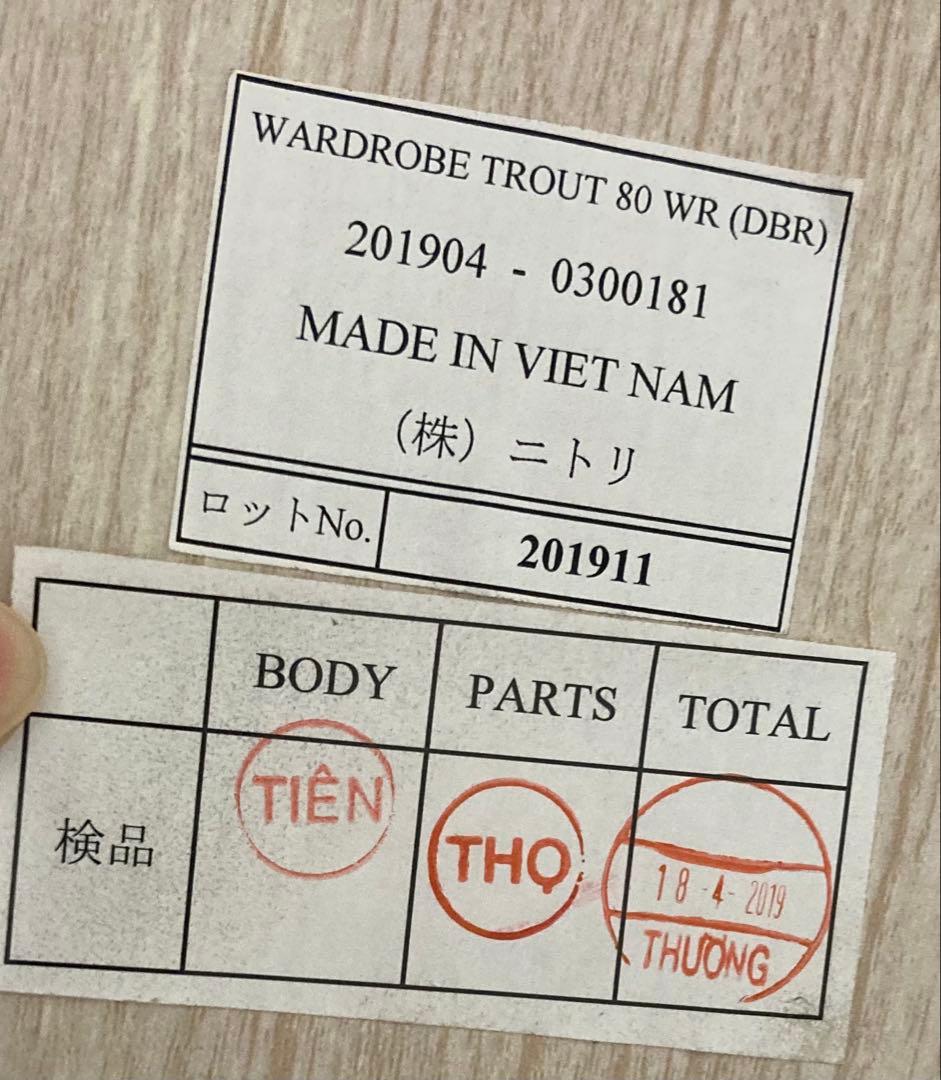 WARDROBE TROUT 80 WR (DBR)
201904 - 0300181
MADE IN VIET NAM
（株）ニトリ
ロットNo. 201911
BODY PARTS TOTAL
検品 TIÊN THỌ 18-4-2019
THƯƠNG